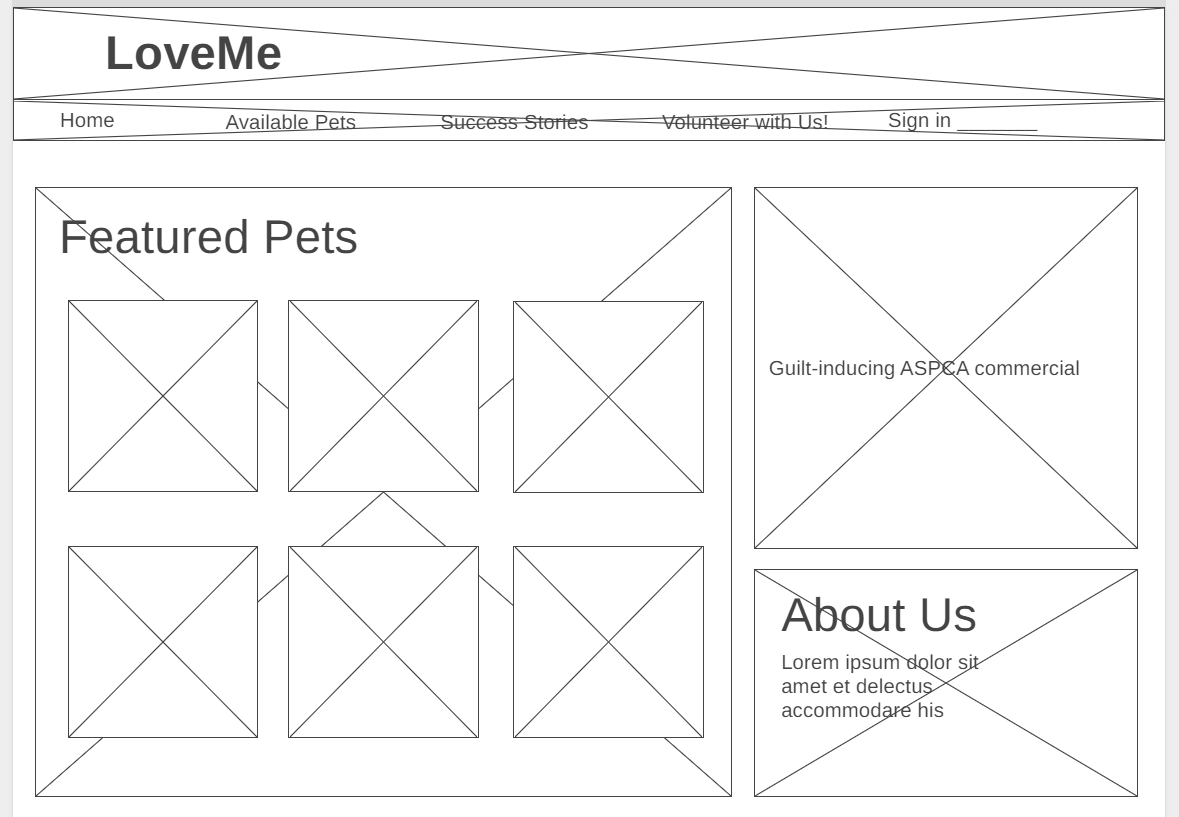 LoveMe
Home Available Pets Success Stories Volunteer with Us! Sign in _______
Featured Pets
Guilt-inducing ASPCA commercial
About Us
Lorem ipsum dolor sit
amet et delectus
accommodare his